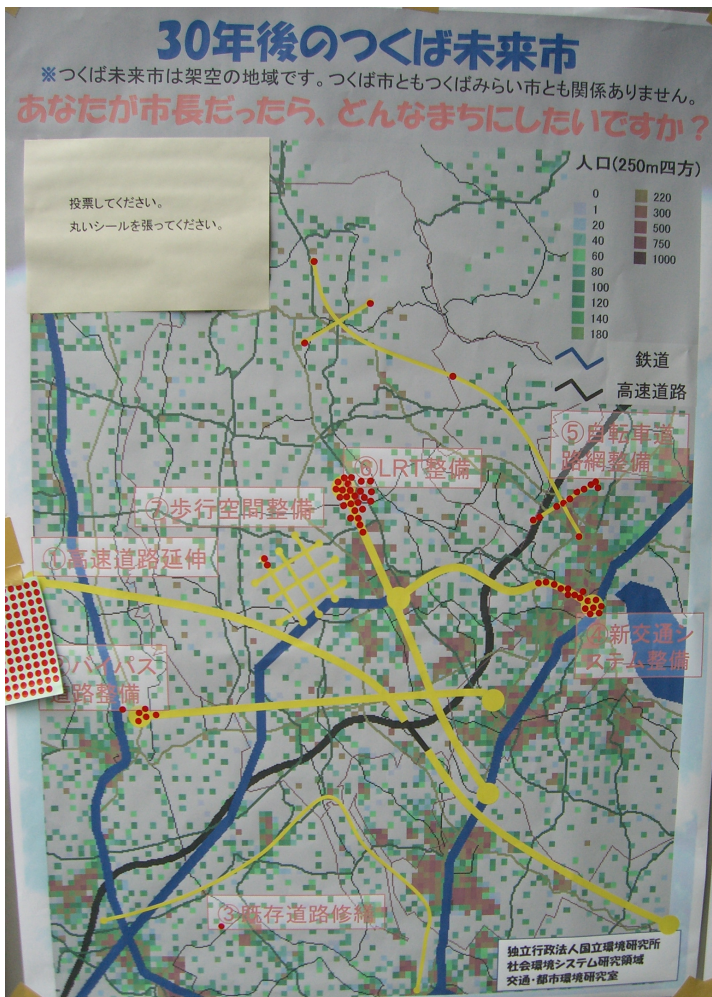 30年後のつくば未来市
※つくば未来市は架空の地域です。つくば市ともつくばみらい市とも関係ありません。
あなたが市長だったら、どんなまちにしたいですか？
投票してください。
丸いシールを張ってください。
人口(250m四方)
0
1
20
40
60
80
100
120
140
180
220
300
500
750
1000
鉄道
高速道路
⑤自転車道
路網整備
⑥LRT整備
⑦歩行空間整備
①高速道路延伸
④新交通シ
ステム整備
②バイパス
道路整備
③既存道路修繕
独立行政法人国立環境研究所
社会環境システム研究領域
交通・都市環境研究室